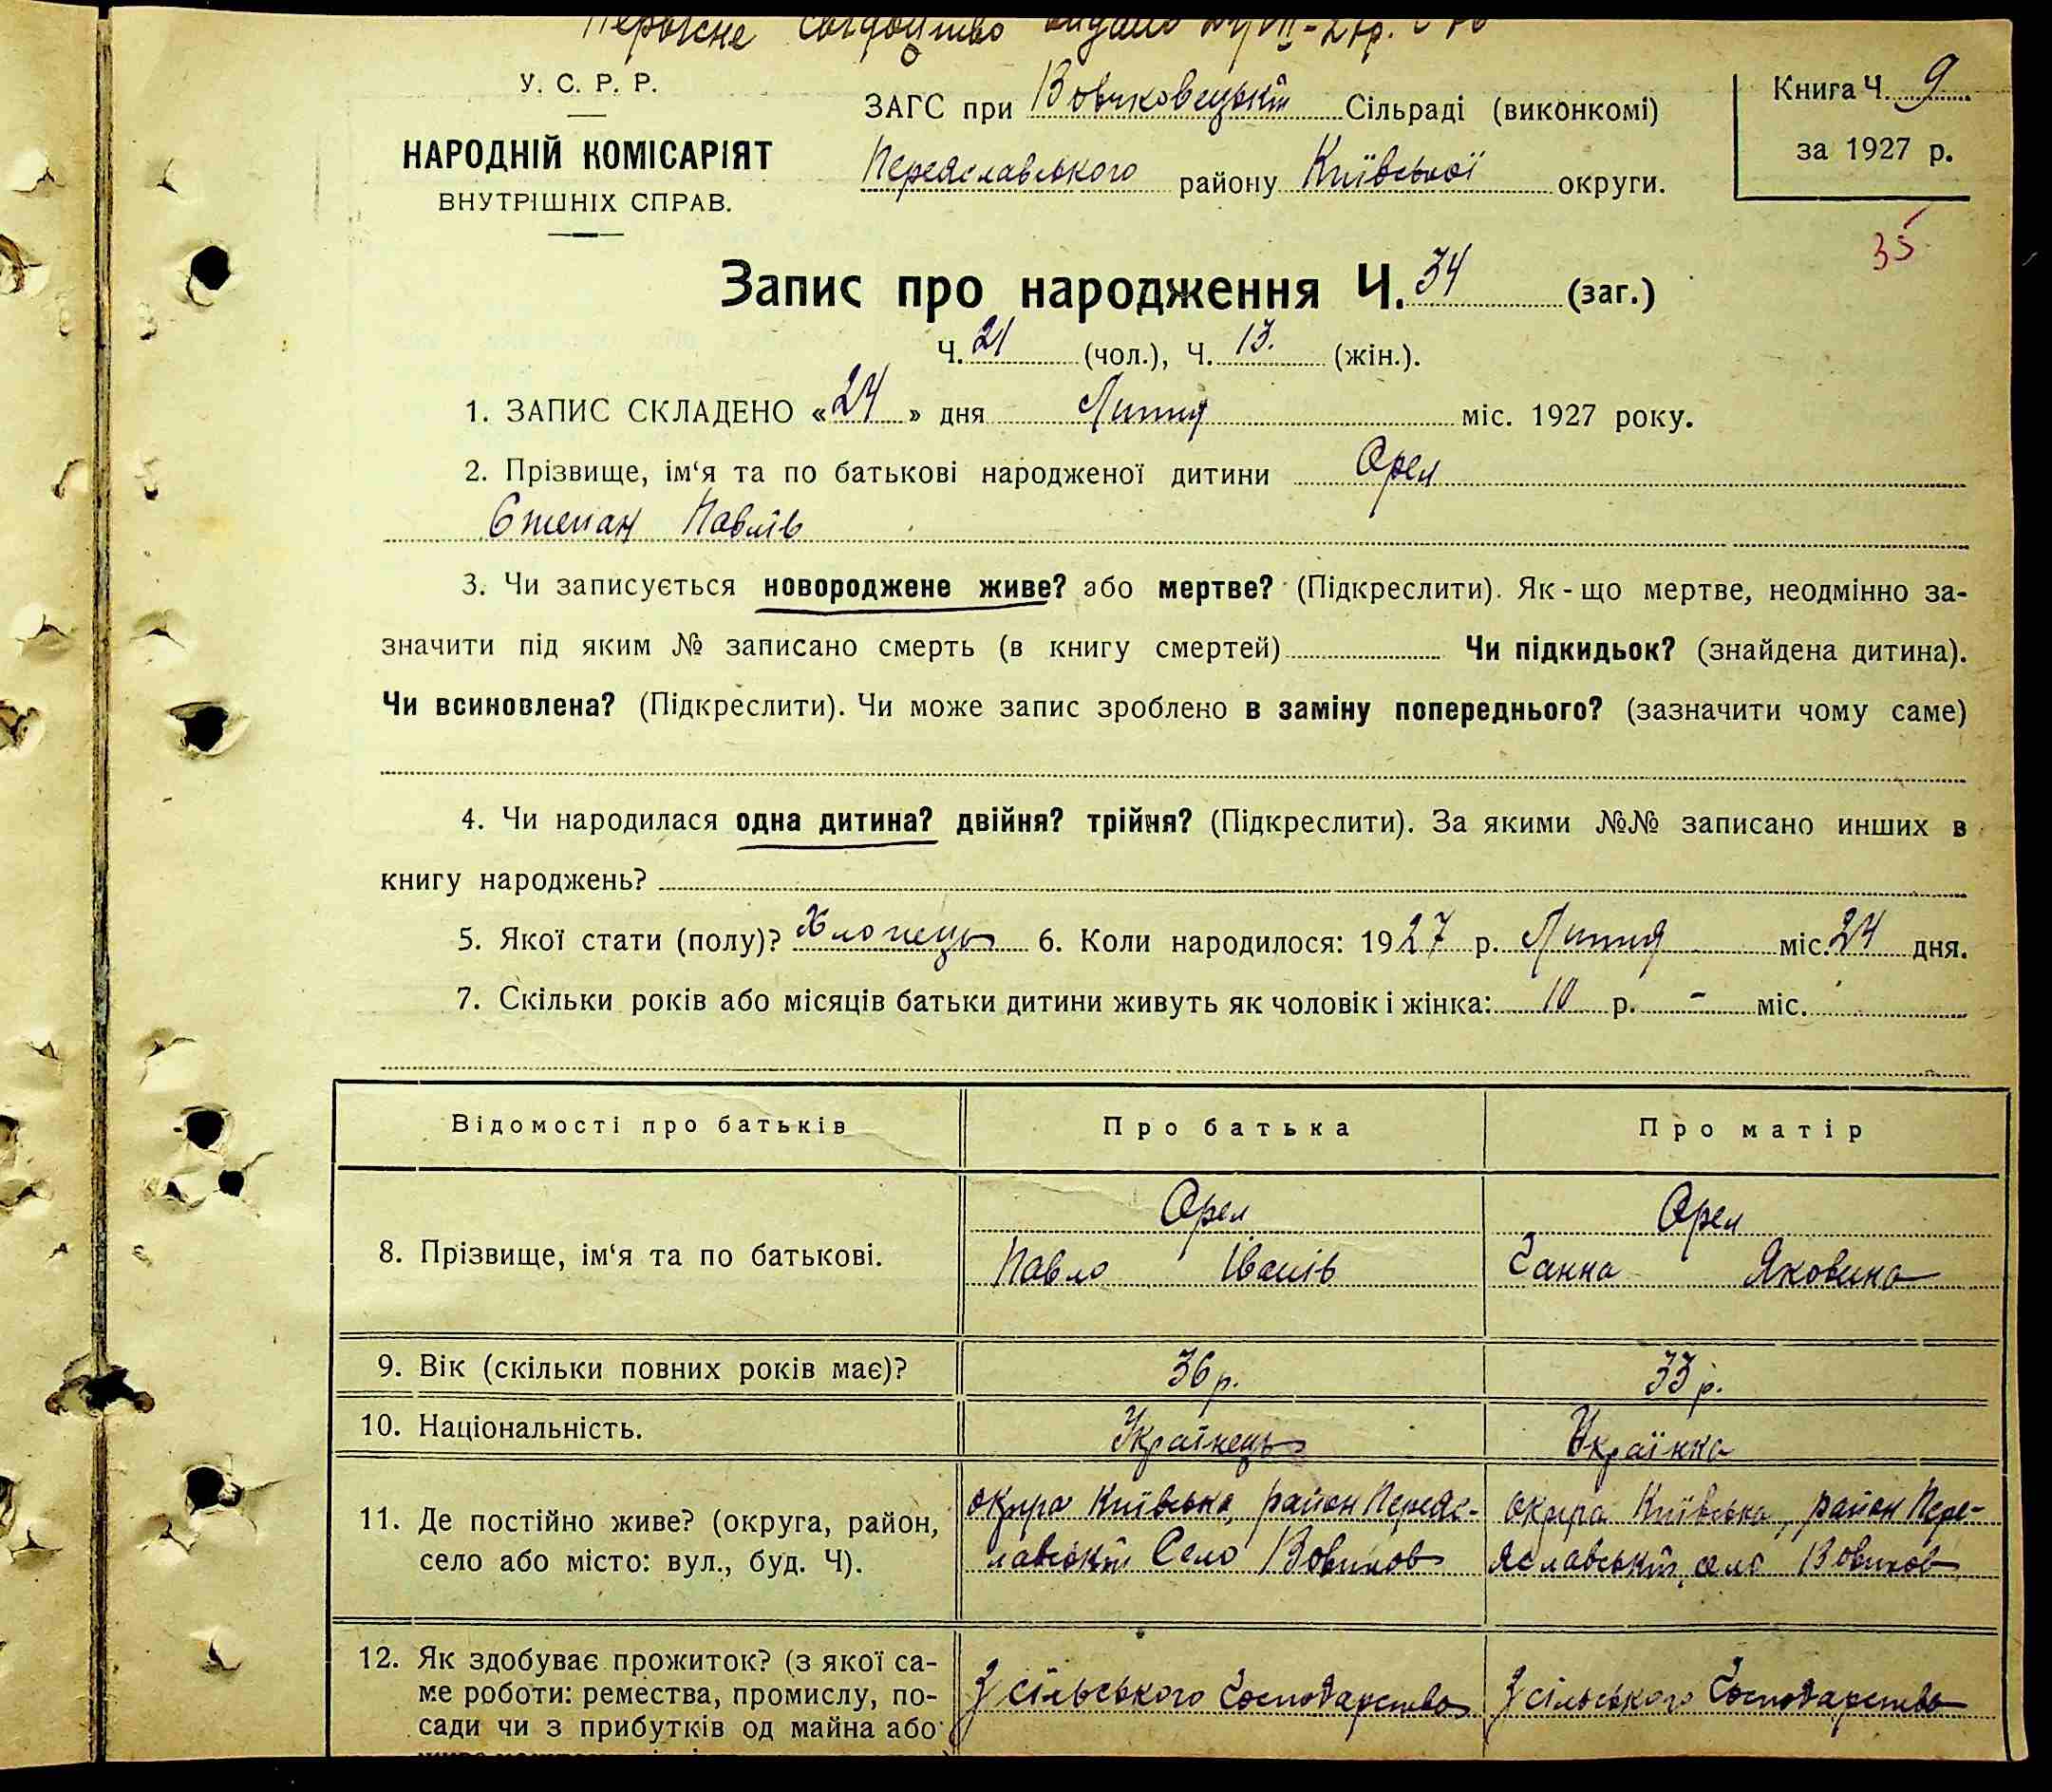 Первісне свідоцтво видано 24/VII-27р.
У. С. Р. Р.
НАРОДНІЙ КОМІСАРІЯТ
ВНУТРІШНІХ СПРАВ.
ЗАГС при Вовчковецькій Сільраді (виконкомі)
Переяславського району Київської округи.
Книга Ч. 9
за 1927 р.
35
Запис про народження Ч. 34 (заг.)
Ч. 21 (чол.), Ч. 13. (жін.).
1. ЗАПИС СКЛАДЕНО «24» дня Липня міс. 1927 року.
2. Прізвище, ім‘я та по батькові народженої дитини Орел
Степан Павлів
3. Чи записується новороджене живе? або мертве? (Підкреслити). Як-що мертве, неодмінно за-
значити під яким № записано смерть (в книгу смертей) Чи підкидьок? (знайдена дитина).
Чи всиновлена? (Підкреслити). Чи може запис зроблено в заміну попереднього? (зазначити чому саме)
4. Чи народилася одна дитина? двійня? трійня? (Підкреслити). За якими №№ записано инших в
книгу народжень?
5. Якої стати (полу)? Хлопець 6. Коли народилося: 1927 р. Липня міс. 24 дня.
7. Скільки років або місяців батьки дитини живуть як чоловік і жінка: 10 р. - міс.
Відомості про батьків Про батька Про матір
8. Прізвище, ім‘я та по батькові.
Орел
Павло Іванів
Орел
Ганна Яковина
9. Вік (скільки повних років має)? 36 р. 33 р.
10. Національність. Українець Українка
11. Де постійно живе? (округа, район,
село або місто: вул., буд. Ч).
округа Київська, район Переяс-
лавський Село Вовчков
округа Київська, район Пере-
яславський, село Вовчков
12. Як здобуває прожиток? (з якої са-
ме роботи: ремества, промислу, по-
сади чи з прибутків од майна або
З сільського Господарства
З сільського Господарства